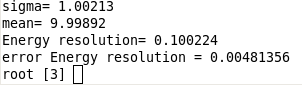 sigma= 1.00213
mean= 9.99892
Energy resolution= 0.100224
error Energy resolution = 0.00481356
root [3]